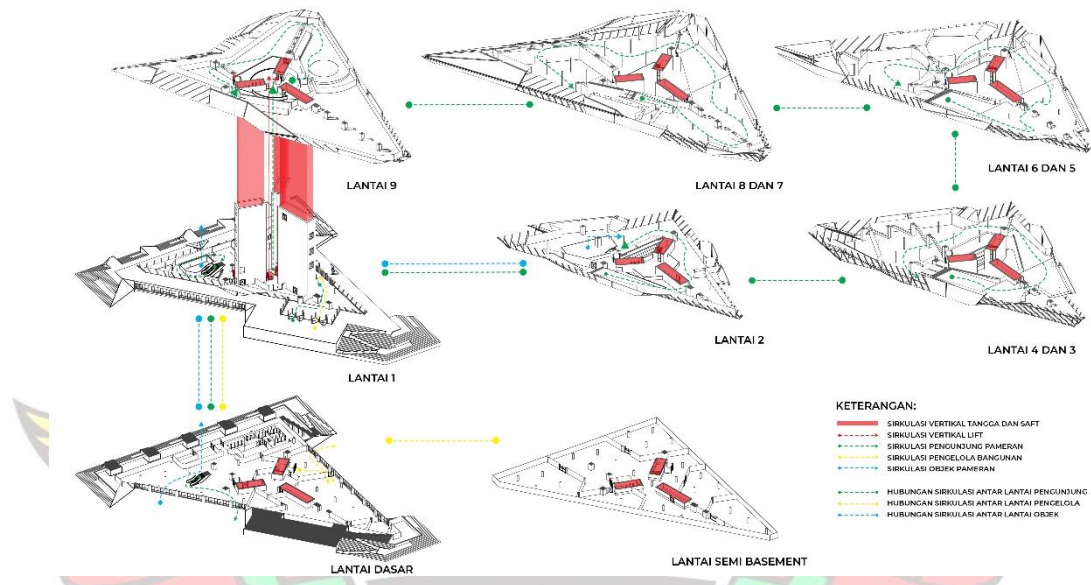 LANTAI 9
LANTAI 8 DAN 7
LANTAI 6 DAN 5
LANTAI 1
LANTAI 2
LANTAI 4 DAN 3
LANTAI DASAR
LANTAI SEMI BASEMENT
KETERANGAN:
SIRKULASI VERTIKAL TANGGA DAN SAFT
SIRKULASI VERTIKAL LIFT
SIRKULASI PENGUNJUNG PAMERAN
SIRKULASI PENGELOLA BANGUNAN
SIRKULASI OBJEK PAMERAN
HUBUNGAN SIRKULASI ANTAR LANTAI PENGUNJUNG
HUBUNGAN SIRKULASI ANTAR LANTAI PENGELOLA
HUBUNGAN SIRKULASI ANTAR LANTAI OBJEK